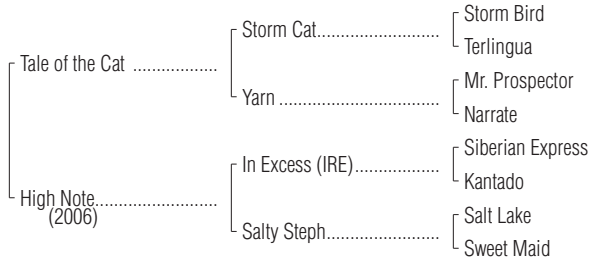 Storm Bird
Storm Cat....................
Terlingua
Tale of the Cat ..................
Mr. Prospector
Yarn ..................................
Narrate
Siberian Express
In Excess (IRE)..................
Kantado
High Note..........................
(2006)
Salt Lake
Salty Steph........................
Sweet Maid